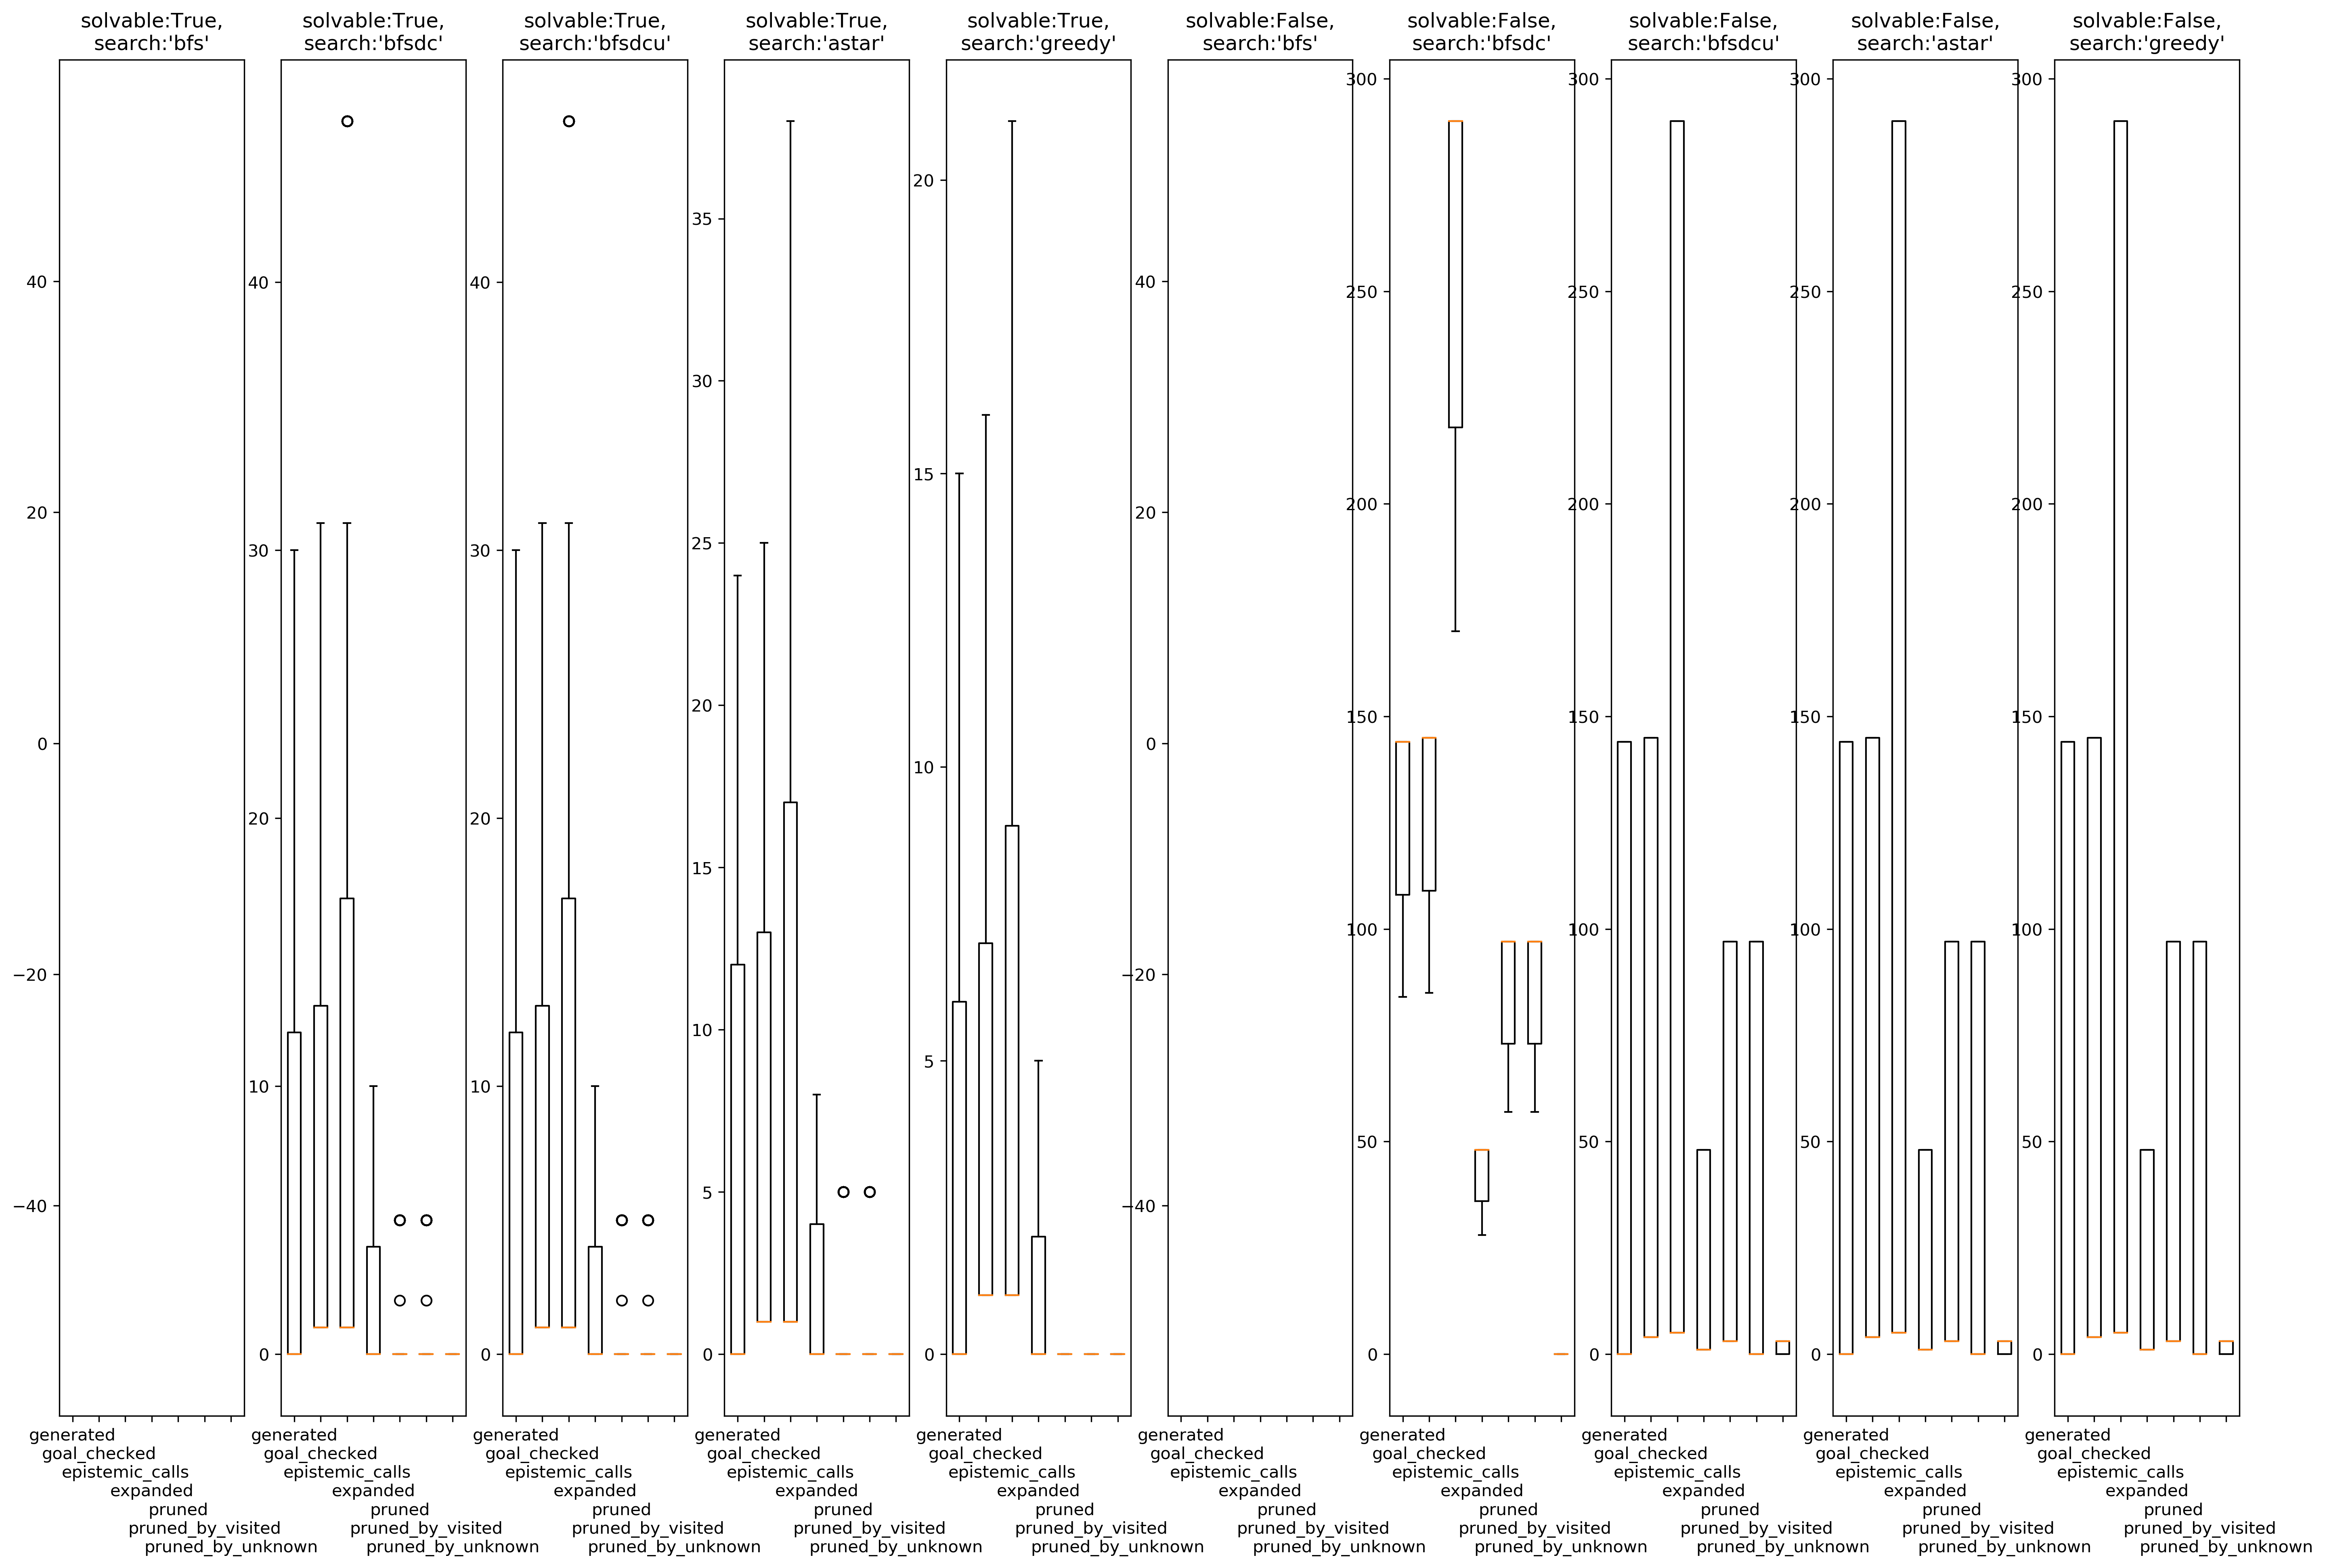 solvable:True,
search:'bfs'
solvable:True,
search:'bfsdc'
solvable:True,
search:'bfsdcu'
solvable:True,
search:'astar'
solvable:True,
search:'greedy'
solvable:False,
search:'bfs'
solvable:False,
search:'bfsdc'
solvable:False,
search:'bfsdcu'
solvable:False,
search:'astar'
solvable:False,
search:'greedy'
40
20
0
−20
−40
generated
goal_checked
epistemic_calls
expanded
pruned
pruned_by_visited
pruned_by_unknown
40
30
20
10
0
generated
goal_checked
epistemic_calls
expanded
pruned
pruned_by_visited
pruned_by_unknown
40
30
20
10
0
generated
goal_checked
epistemic_calls
expanded
pruned
pruned_by_visited
pruned_by_unknown
35
30
25
20
15
10
5
0
generated
goal_checked
epistemic_calls
expanded
pruned
pruned_by_visited
pruned_by_unknown
20
15
10
5
0
generated
goal_checked
epistemic_calls
expanded
pruned
pruned_by_visited
pruned_by_unknown
40
20
0
−20
−40
generated
goal_checked
epistemic_calls
expanded
pruned
pruned_by_visited
pruned_by_unknown
300
250
200
150
100
50
0
generated
goal_checked
epistemic_calls
expanded
pruned
pruned_by_visited
pruned_by_unknown
300
250
200
150
100
50
0
generated
goal_checked
epistemic_calls
expanded
pruned
pruned_by_visited
pruned_by_unknown
300
250
200
150
100
50
0
generated
goal_checked
epistemic_calls
expanded
pruned
pruned_by_visited
pruned_by_unknown
300
250
200
150
100
50
0
generated
goal_checked
epistemic_calls
expanded
pruned
pruned_by_visited
pruned_by_unknown